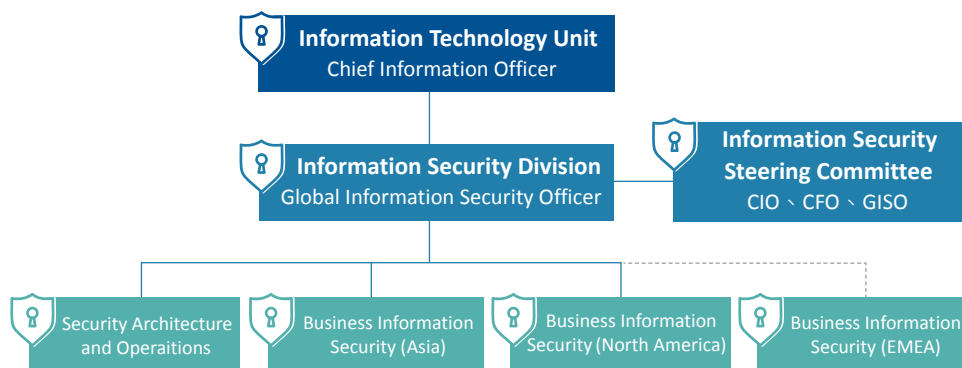 Information Technology Unit
Chief Information Officer
Information Security Division
Global Information Security Officer
Information Security
Steering Committee
CIO、CFO、GISO
Security Architecture
and Operaitions
Business Information
Security (Asia)
Business Information
Security (North America)
Business Information
Security (EMEA)